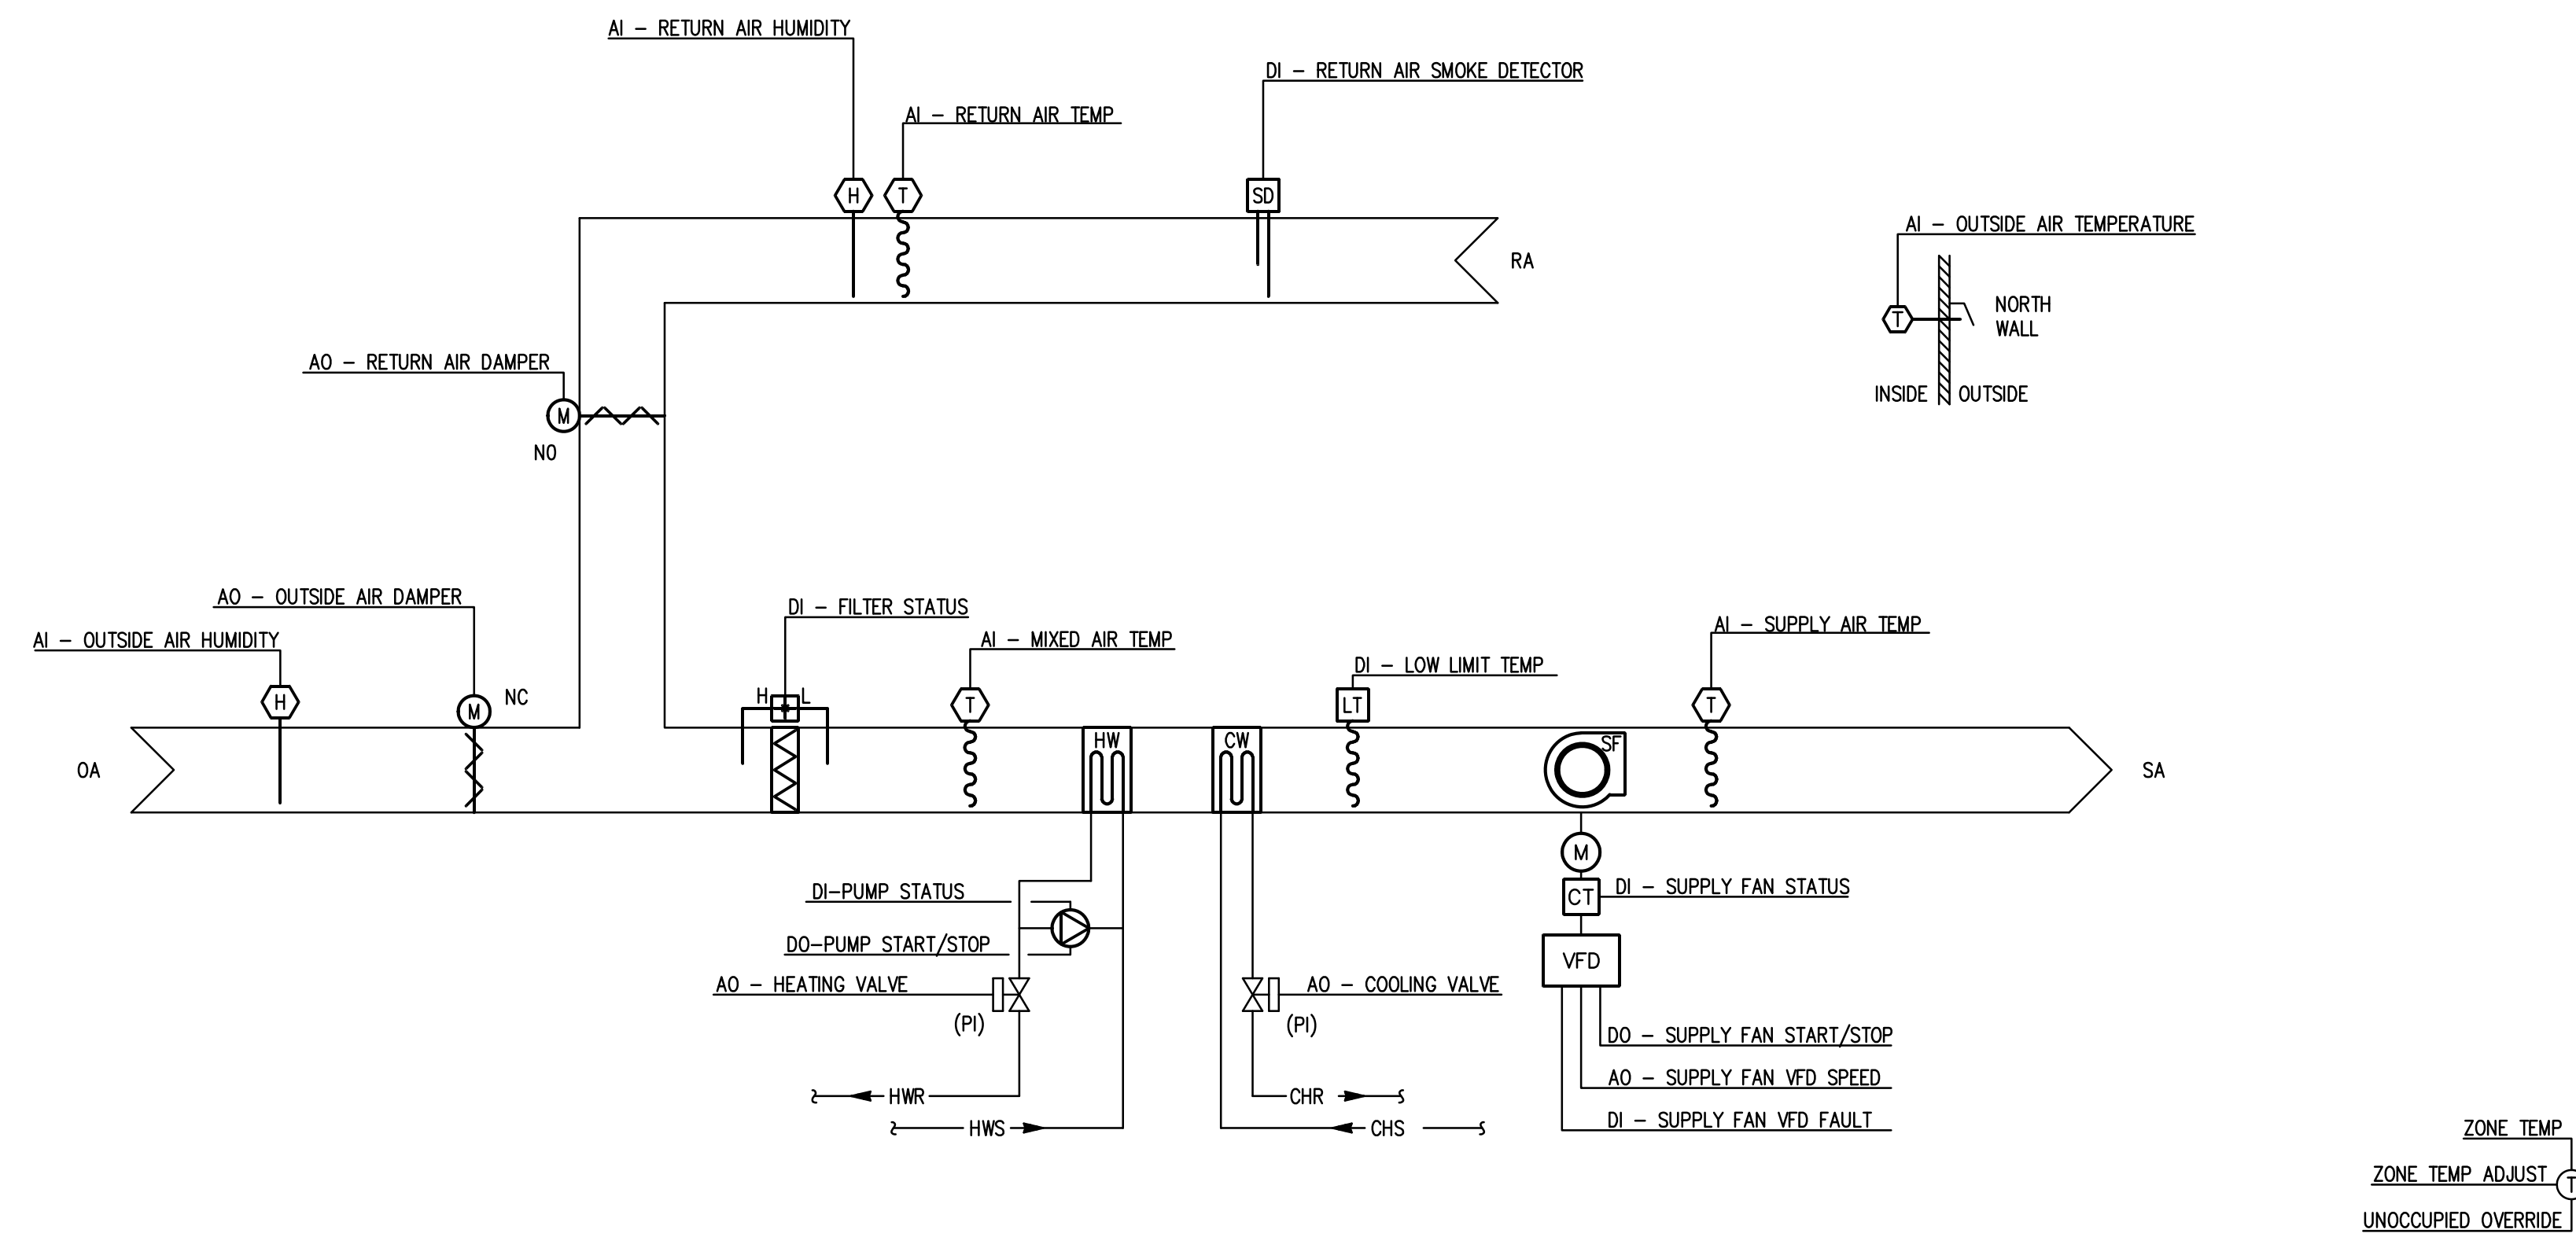 AI - RETURN AIR HUMIDITY
DI - RETURN AIR SMOKE DETECTOR
AI - RETURN AIR TEMP
H
T
SD
RA
AI - OUTSIDE AIR TEMPERATURE
T
NORTH
WALL
INSIDE
OUTSIDE
AO - RETURN AIR DAMPER
M
NO
AO - OUTSIDE AIR DAMPER
AI - OUTSIDE AIR HUMIDITY
H
M
NC
OA
DI - FILTER STATUS
H
L
AI - MIXED AIR TEMP
T
HW
CW
DI - LOW LIMIT TEMP
LT
SF
AI - SUPPLY AIR TEMP
T
SA
M
CT
DI - SUPPLY FAN STATUS
VFD
DI-PUMP STATUS
DO-PUMP START/STOP
AO - HEATING VALVE
(PI)
AO - COOLING VALVE
(PI)
DO - SUPPLY FAN START/STOP
AO - SUPPLY FAN VFD SPEED
DI - SUPPLY FAN VFD FAULT
HWR
HWS
CHR
CHS
ZONE TEMP
ZONE TEMP ADJUST
T
UNOCCUPIED OVERRIDE